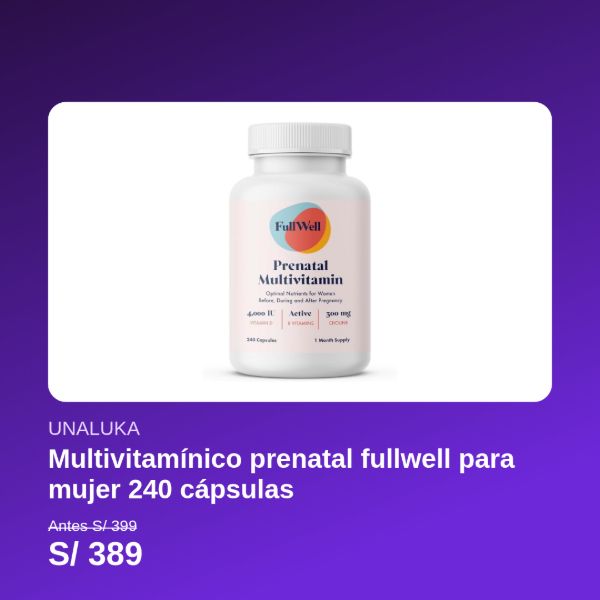 FullWell
Prenatal
Multivitamin
Optimal Nutrients for Women
Before, During and After Pregnancy
4,000 IU Active 300 mg
VITAMIN D B VITAMINS CHOLINE
240 Capsules 1 Month Supply
UNALUKA
Multivitamínico prenatal fullwell para
mujer 240 cápsulas
Antes S/ 399
S/ 389